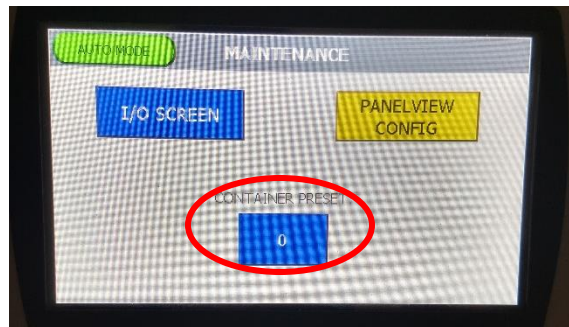 AUTO MODE
MAINTENANCE
I/O SCREEN
PANELVIEW
CONFIG
CONTAINER PRESET
0